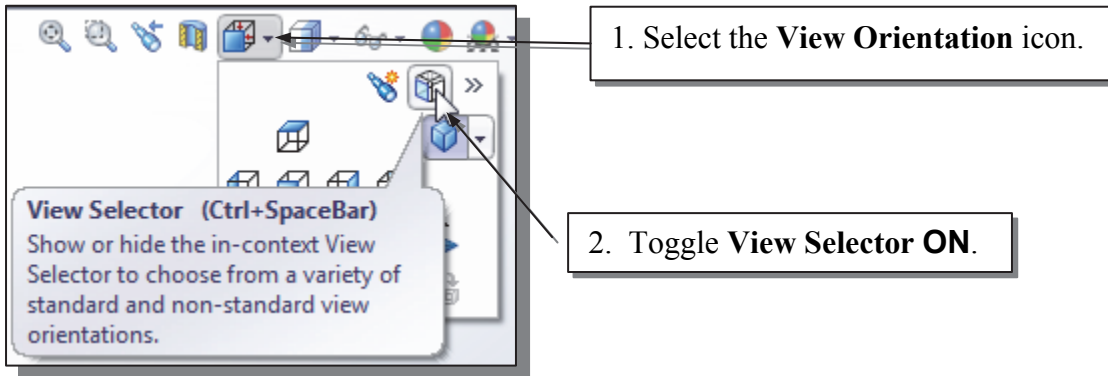 1. Select the View Orientation icon.
View Selector (Ctrl+SpaceBar)
Show or hide the in-context View
Selector to choose from a variety of
standard and non-standard view
orientations.
2. Toggle View Selector ON.